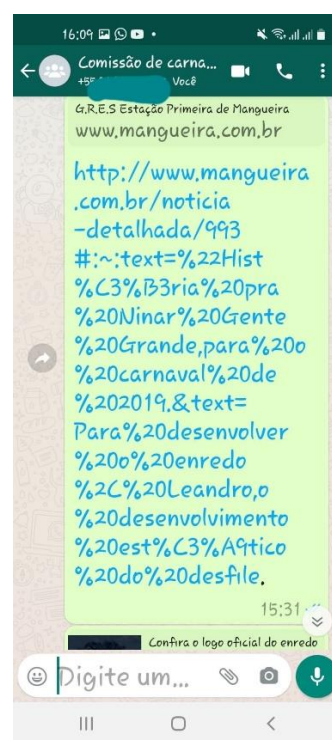 16:09
Comissão de carna...
+55 Você
G.R.E.S Estação Primeira de Mangueira
www.mangueira.com.br
http://www.mangueira
.com.br/noticia
-detalhada/993
#:~:text=%22Hist
%C3%B3ria%20pra
%20Ninar%20Gente
%20Grande,para%20o
%20carnaval%20de
%202019.&text=
Para%20desenvolver
%20o%20enredo
%2C%20Leandro,o
%20desenvolvimento
%20est%C3%A9tico
%20do%20desfile.
15:31
Confira o logo oficial do enredo
Digite um...